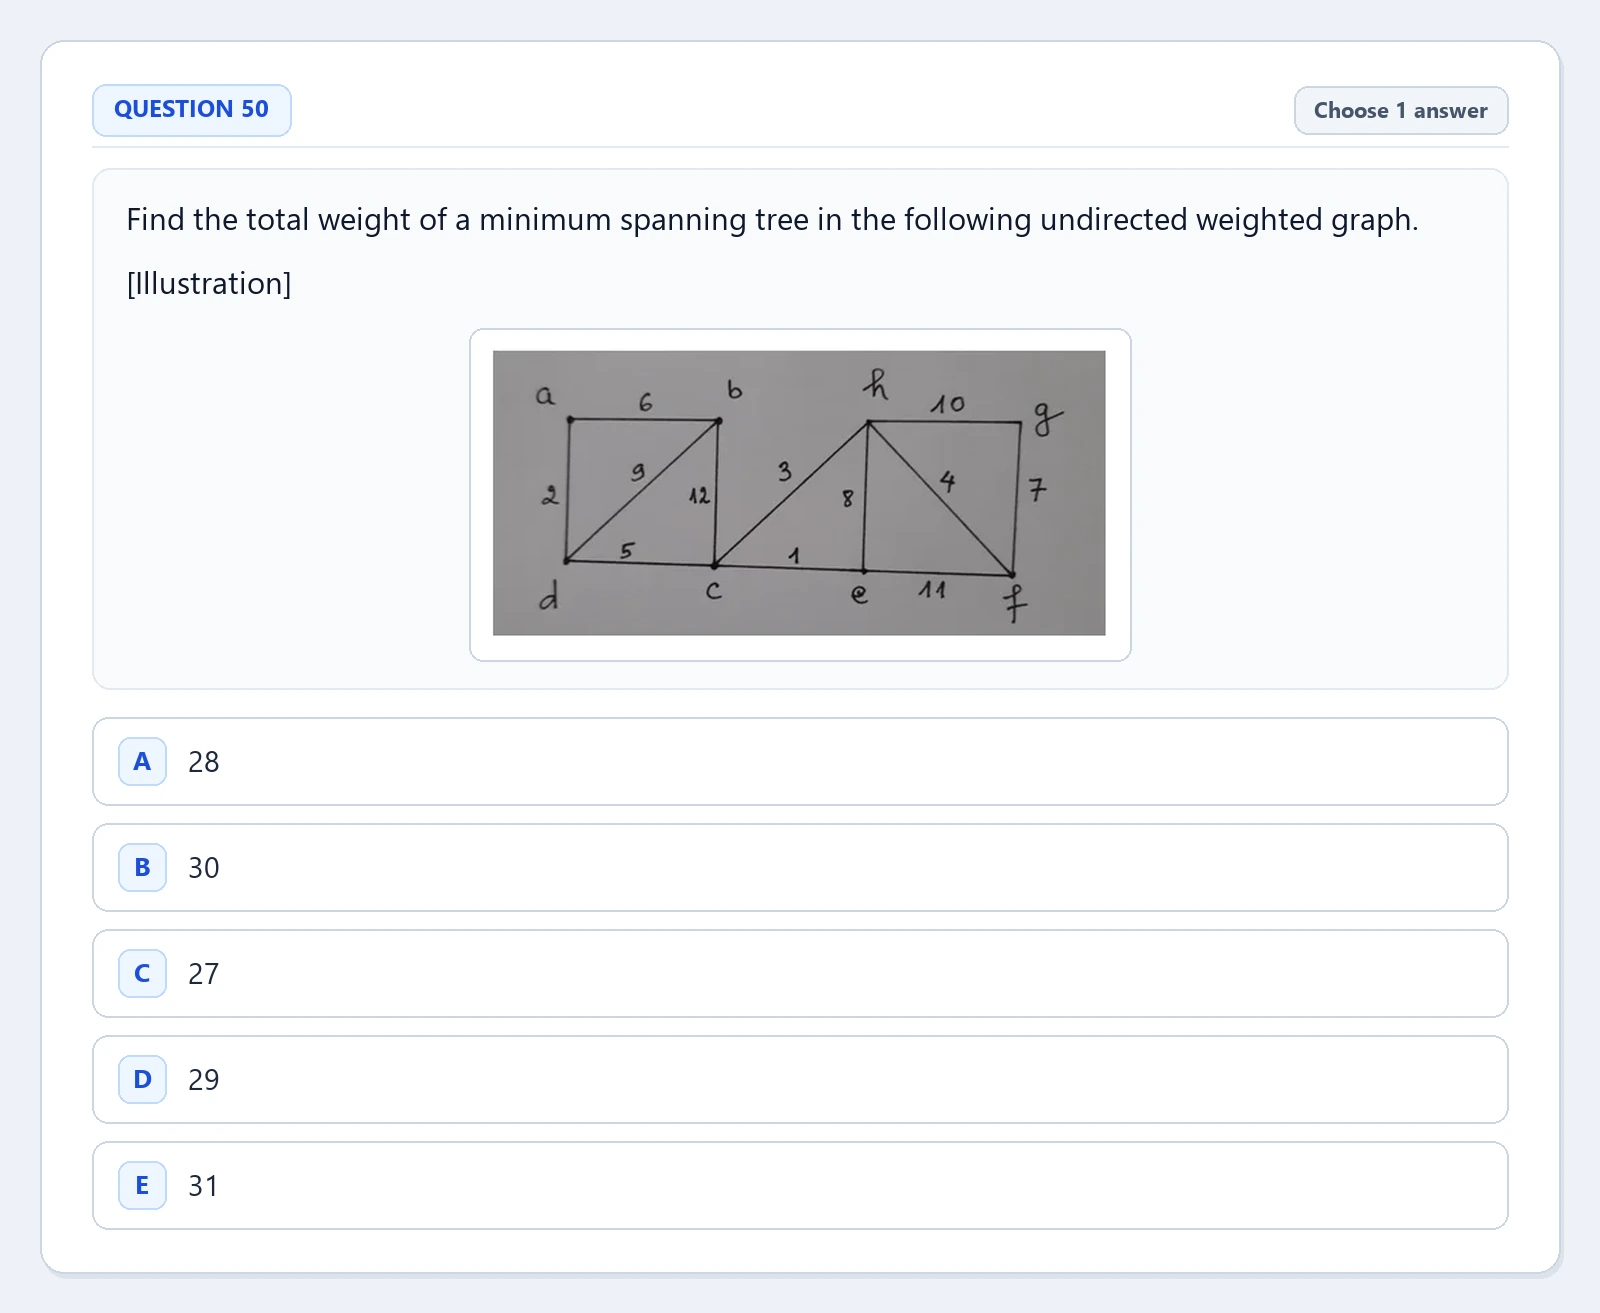 QUESTION 50
Choose 1 answer
Find the total weight of a minimum spanning tree in the following undirected weighted graph.
[Illustration]
a 6 b h 10 g
2 9 12 3 8 4 7
5 1
d c e 11 f
A 28
B 30
C 27
D 29
E 31